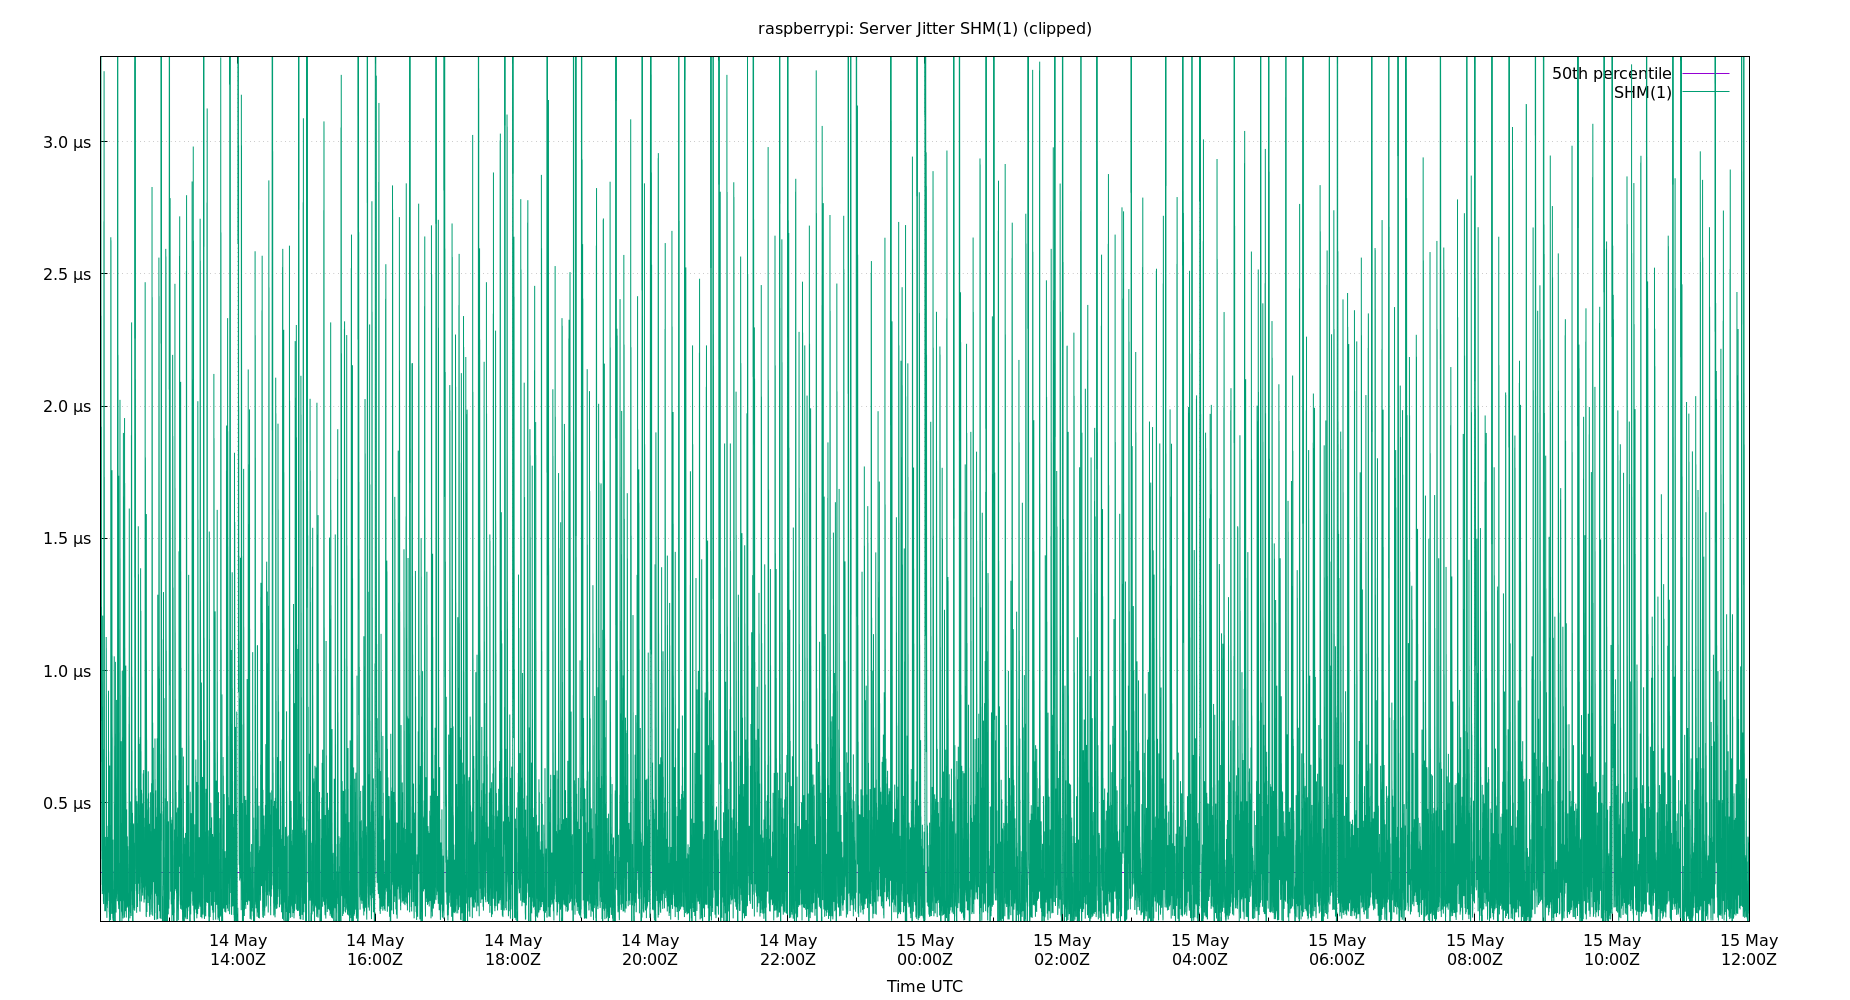 raspberrypi: Server Jitter SHM(1) (clipped)
50th percentile
SHM(1)
3.0 µs
2.5 µs
2.0 µs
1.5 µs
1.0 µs
0.5 µs
14 May 14 May 14 May 14 May 14 May 15 May 15 May 15 May 15 May 15 May 15 May 15 May
14:00Z 16:00Z 18:00Z 20:00Z 22:00Z 00:00Z 02:00Z 04:00Z 06:00Z 08:00Z 10:00Z 12:00Z
Time UTC